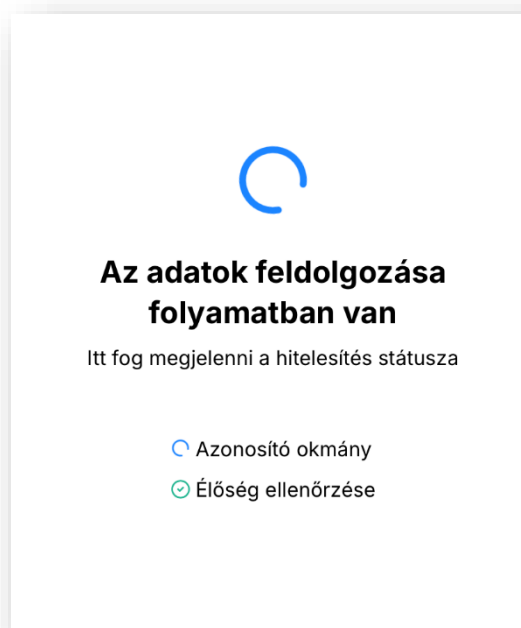 Az adatok feldolgozása
folyamatban van
Itt fog megjelenni a hitelesítés státusza
Azonosító okmány
Élőség ellenőrzése